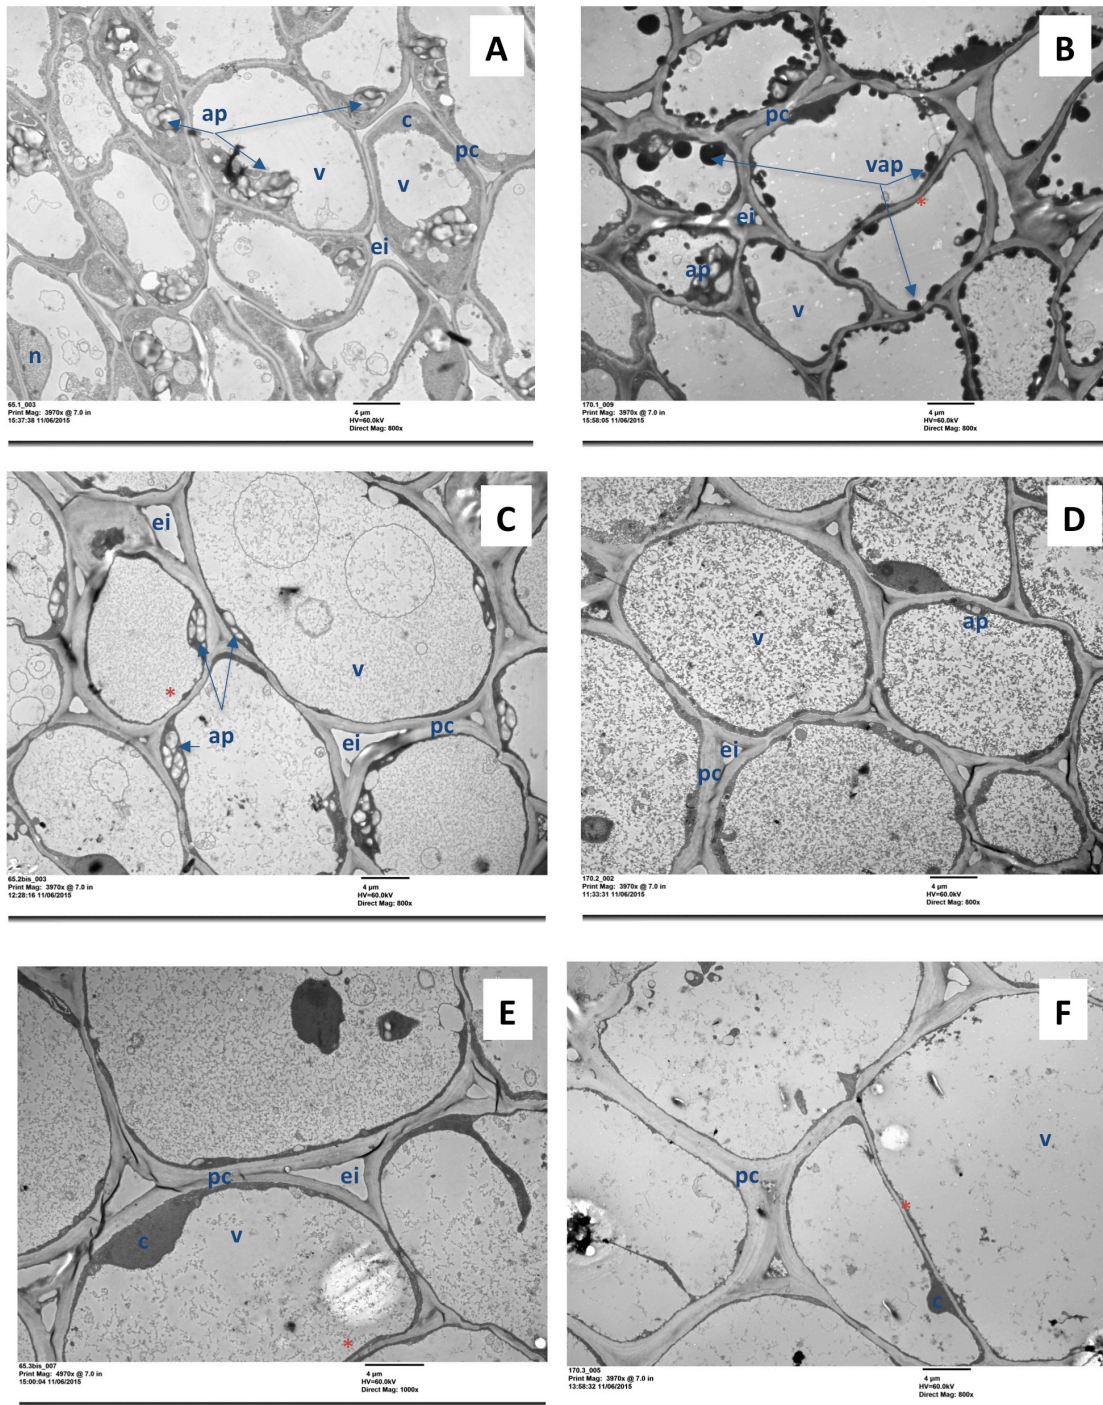 A
ap
c
pc
v
v
ei
n
65.1_003
Print Mag: 3970x @ 7.0 in
15:37:38 11/06/2015
4 µm
HV=60.0kV
Direct Mag: 800x
B
pc
vap
*
ei
ap
v
170.1_009
Print Mag: 3970x @ 7.0 in
15:58:05 11/06/2015
4 µm
HV=60.0kV
Direct Mag: 800x
C
ei
v
*
ap
ei
pc
65.2bis_003
Print Mag: 3970x @ 7.0 in
12:28:16 11/06/2015
4 µm
HV=60.0kV
Direct Mag: 800x
D
ap
v
ei
pc
170.2_002
Print Mag: 3970x @ 7.0 in
11:33:31 11/06/2015
4 µm
HV=60.0kV
Direct Mag: 800x
E
pc
ei
c
v
*
65.3bis_007
Print Mag: 4970x @ 7.0 in
15:00:04 11/06/2015
4 µm
HV=60.0kV
Direct Mag: 1000x
F
v
pc
*
c
170.3_005
Print Mag: 3970x @ 7.0 in
13:58:32 11/06/2015
4 µm
HV=60.0kV
Direct Mag: 800x